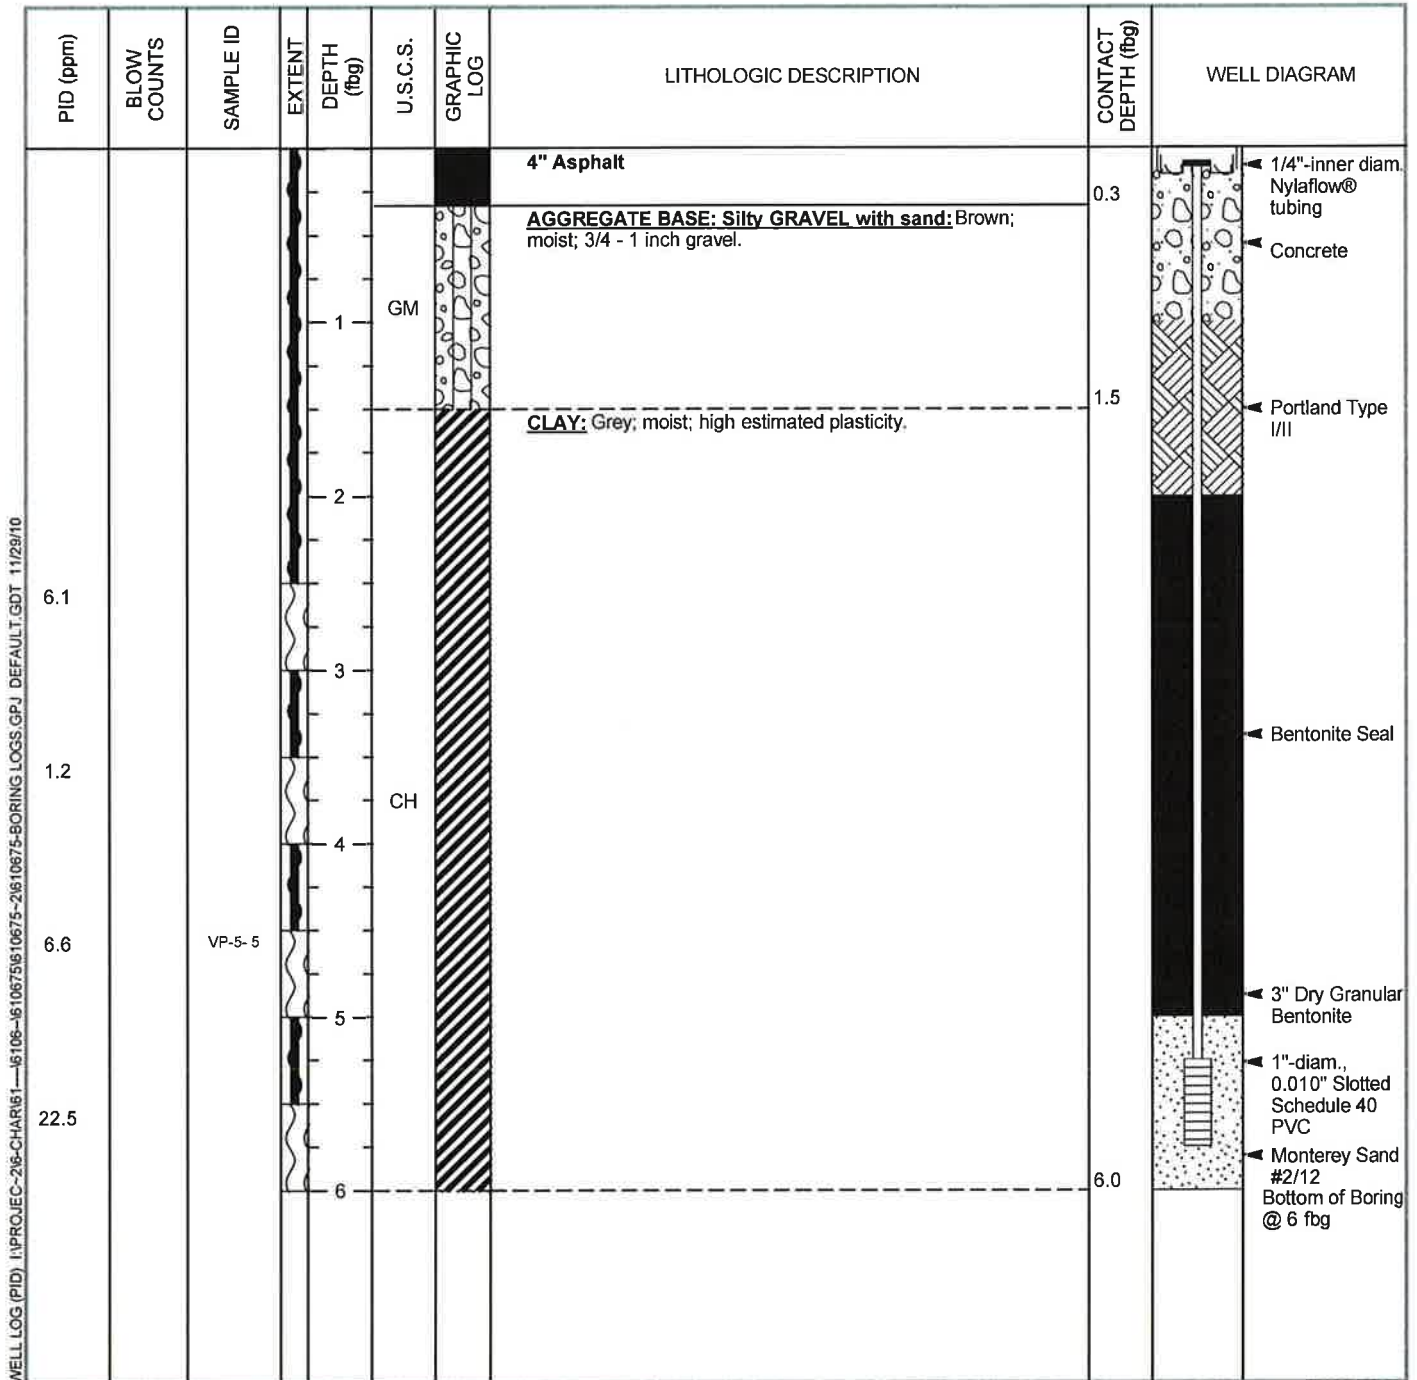 PID (ppm)
BLOW
COUNTS
SAMPLE ID
EXTENT
DEPTH
(fbg)
U.S.C.S.
GRAPHIC
LOG
LITHOLOGIC DESCRIPTION
CONTACT
DEPTH (fbg)
WELL DIAGRAM
4" Asphalt
0.3
1/4"-inner diam.
Nylaflow®
tubing
AGGREGATE BASE: Silty GRAVEL with sand: Brown;
moist; 3/4 - 1 inch gravel.
Concrete
GM
1
1.5
CLAY: Grey; moist; high estimated plasticity.
Portland Type
I/II
2
6.1
3
Bentonite Seal
1.2
CH
4
6.6
VP-5- 5
5
3" Dry Granular
Bentonite
1"-diam.,
0.010" Slotted
Schedule 40
PVC
22.5
Monterey Sand
#2/12
6
6.0
Bottom of Boring
@ 6 fbg
WELL LOG (PID) I:\PROJEC~2\6-CHAR\61----\6106--\610675\610675~2\610675-BORING LOGS.GPJ DEFAULT.GDT 11/29/10